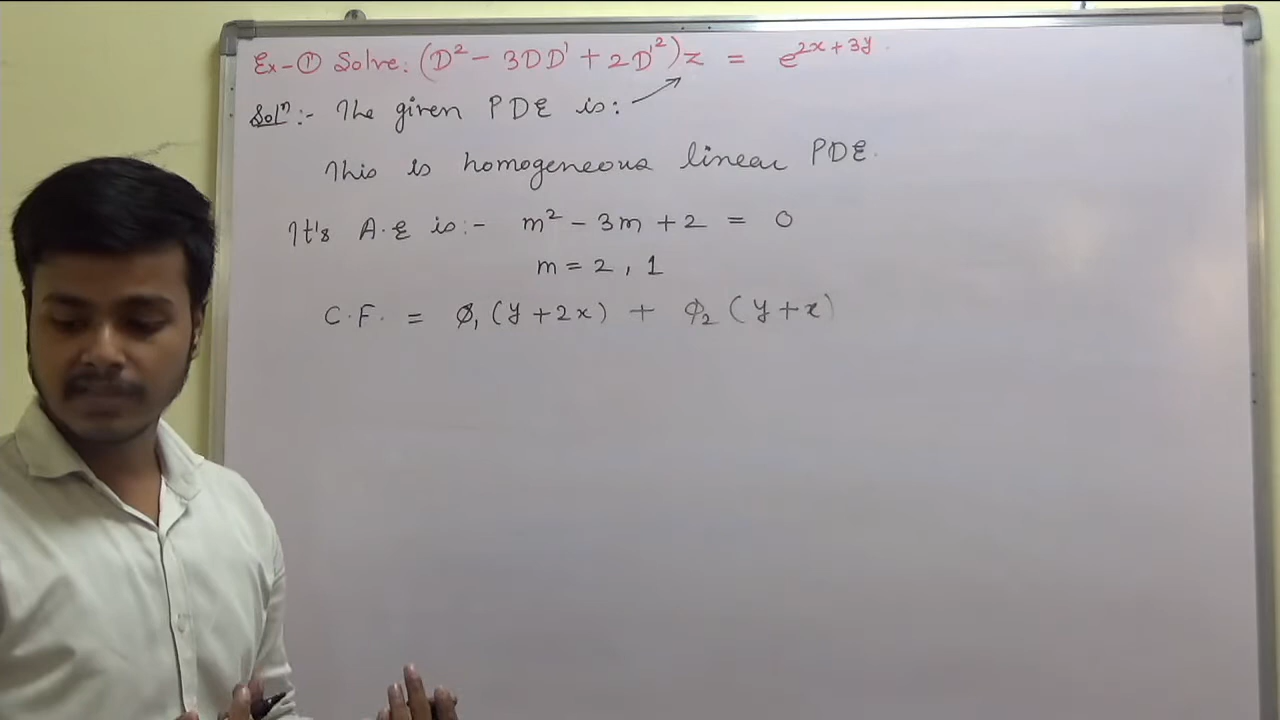 Ex-① Solve: (D² - 3DD' + 2D'²)z = e^{2x+3y}.
Solⁿ:- The given PDE is:
This is homogeneous linear PDE.
It's A.E is:- m² - 3m + 2 = 0
m = 2, 1
C.F. = φ₁(y+2x) + φ₂(y+x)